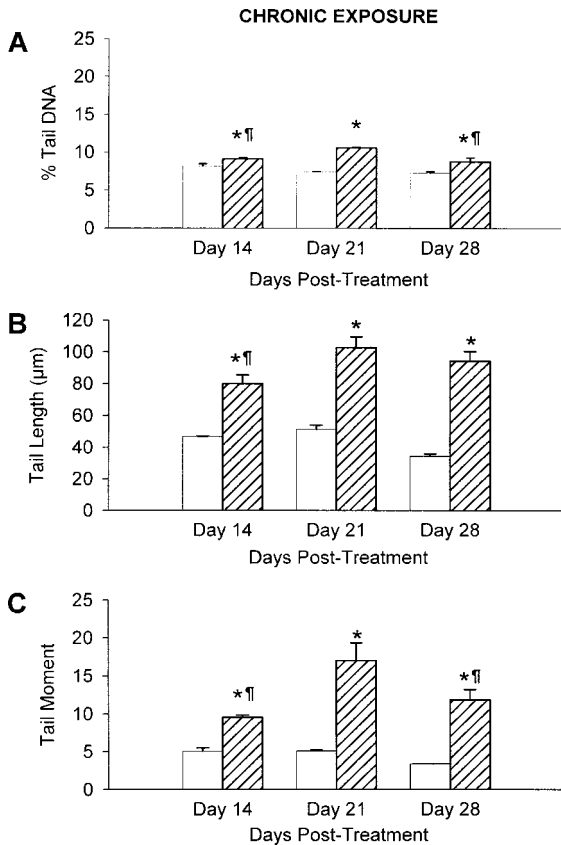 CHRONIC EXPOSURE
A
% Tail DNA
25
20
15
10
5
0
*¶
*
*¶
Day 14 Day 21 Day 28
Days Post-Treatment
B
Tail Length (µm)
120
100
80
60
40
20
0
*¶
*
*
Day 14 Day 21 Day 28
Days Post-Treatment
C
Tail Moment
25
20
15
10
5
0
*¶
*
*¶
Day 14 Day 21 Day 28
Days Post-Treatment